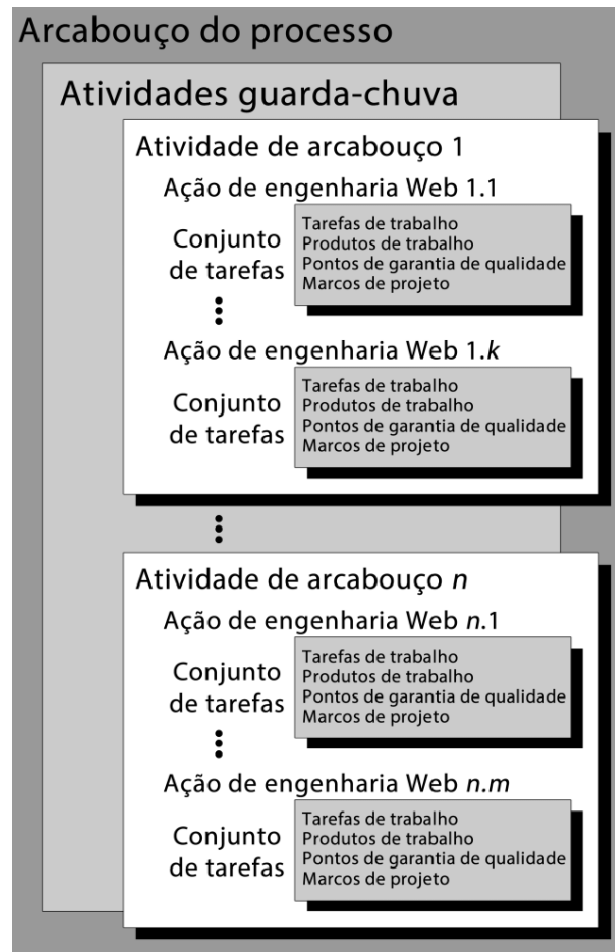 Arcabouço do processo
Atividades guarda-chuva
Atividade de arcabouço 1
Ação de engenharia Web 1.1
Conjunto
de tarefas
Tarefas de trabalho
Produtos de trabalho
Pontos de garantia de qualidade
Marcos de projeto
Ação de engenharia Web 1.k
Conjunto
de tarefas
Tarefas de trabalho
Produtos de trabalho
Pontos de garantia de qualidade
Marcos de projeto
Atividade de arcabouço n
Ação de engenharia Web n.1
Conjunto
de tarefas
Tarefas de trabalho
Produtos de trabalho
Pontos de garantia de qualidade
Marcos de projeto
Ação de engenharia Web n.m
Conjunto
de tarefas
Tarefas de trabalho
Produtos de trabalho
Pontos de garantia de qualidade
Marcos de projeto